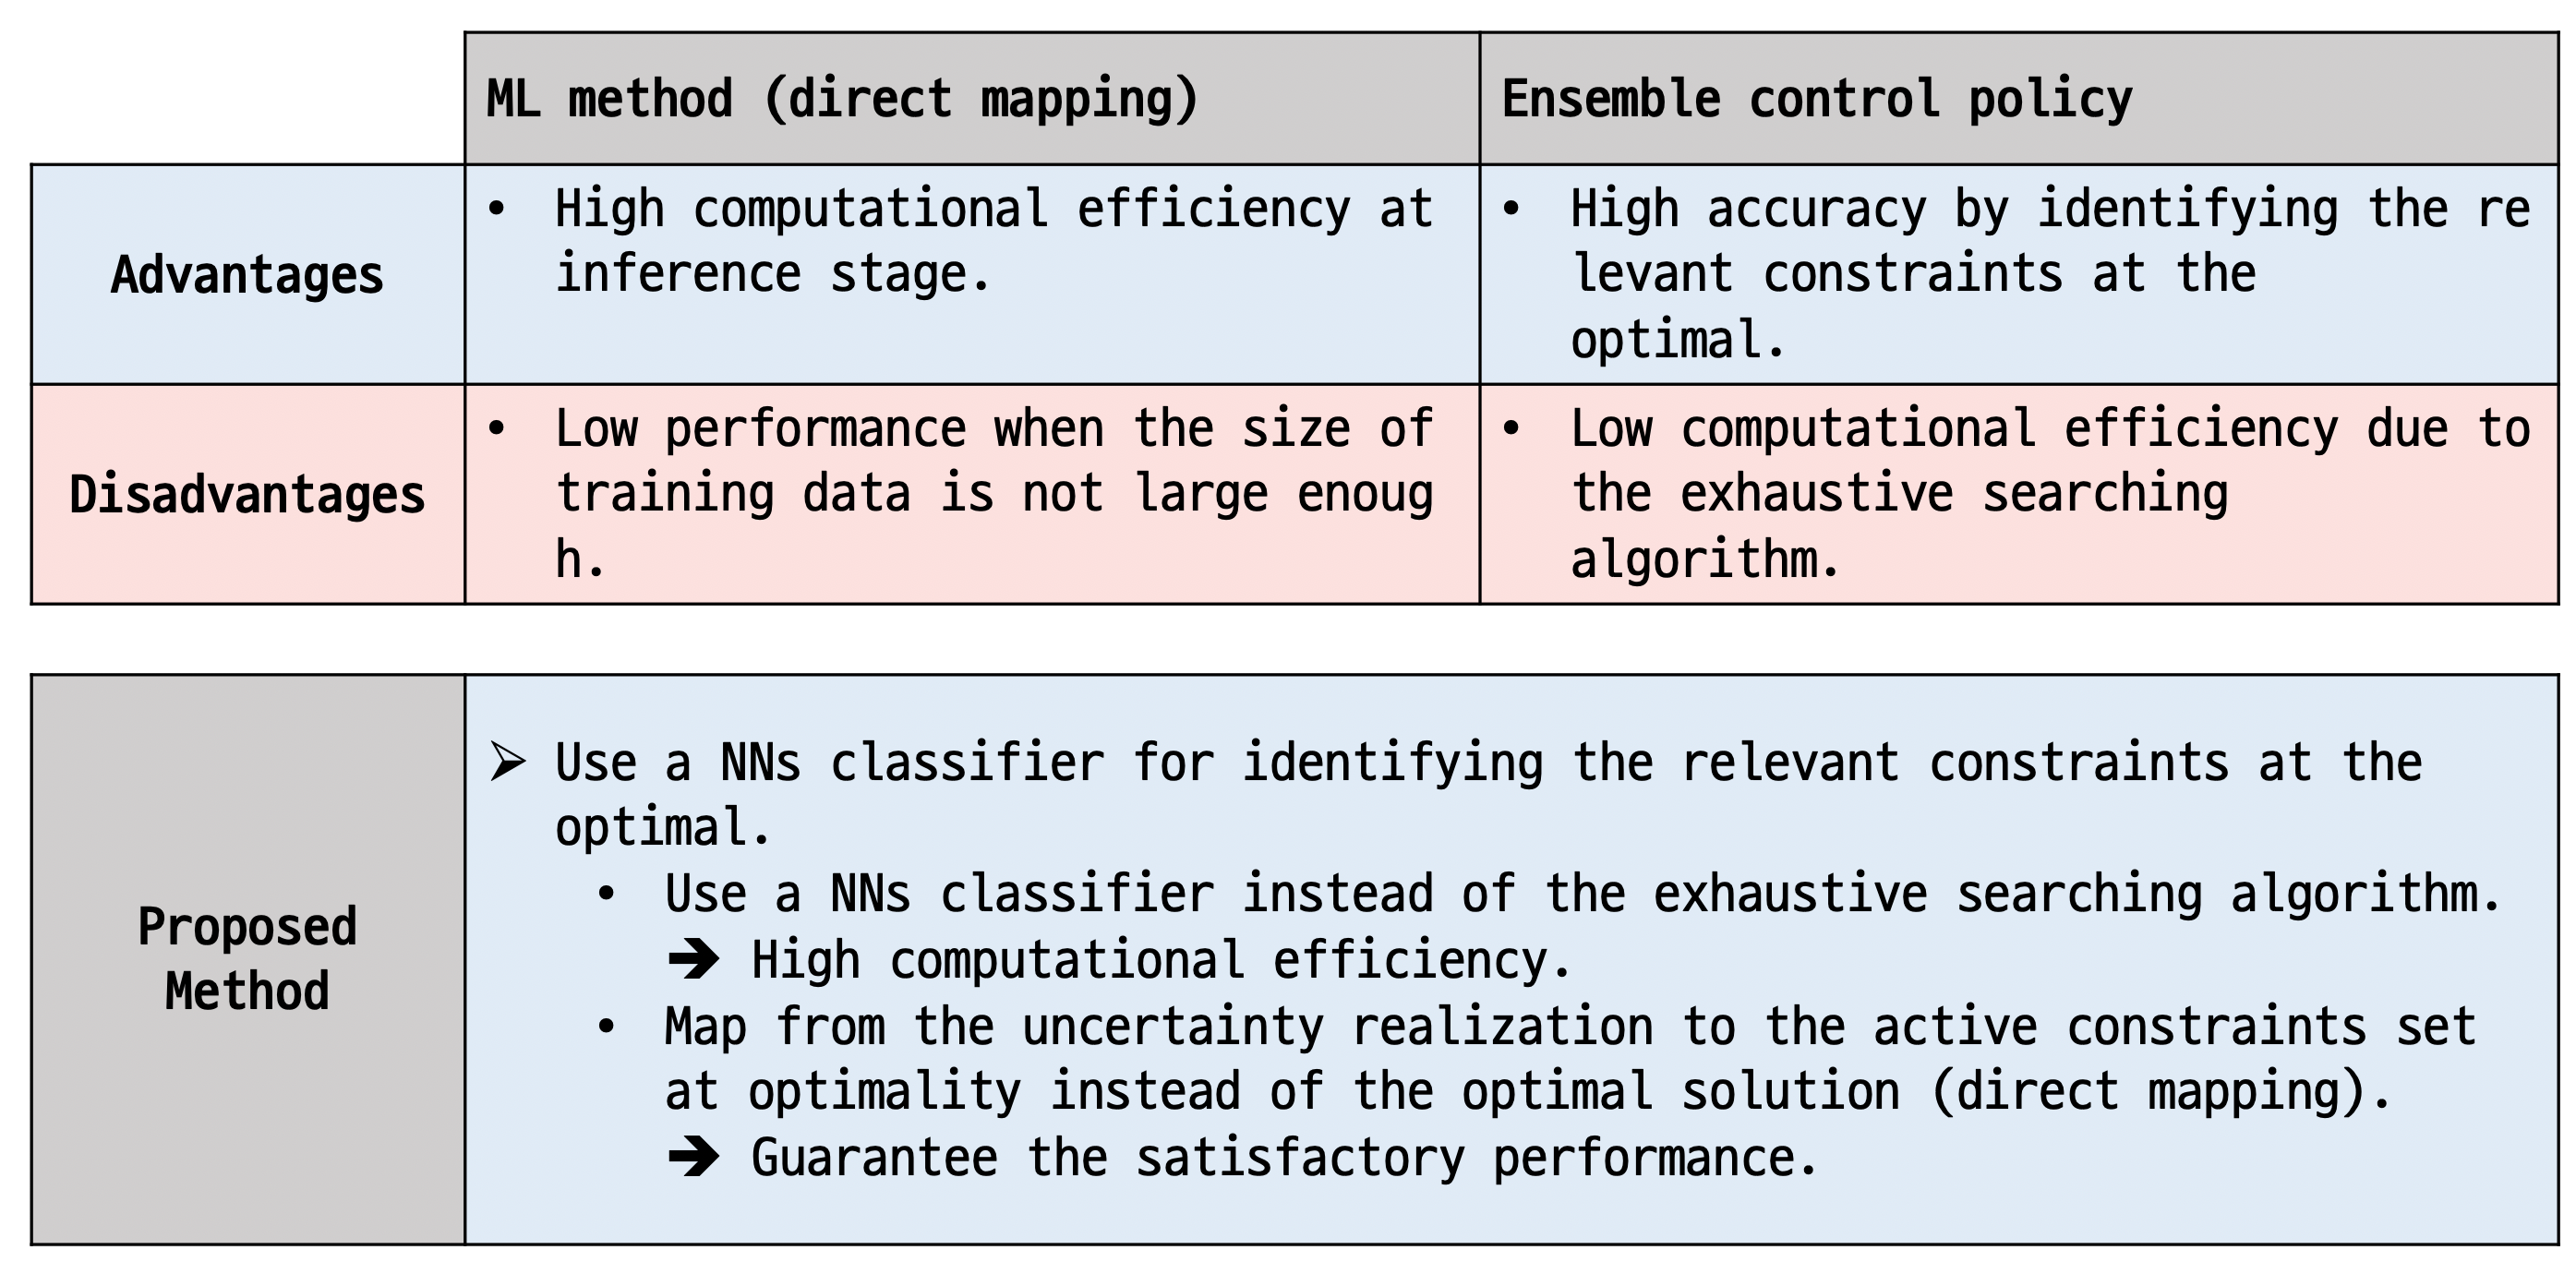 ML method (direct mapping)
Ensemble control policy
Advantages
• High computational efficiency at
inference stage.
• High accuracy by identifying the re
levant constraints at the
optimal.
Disadvantages
• Low performance when the size of
training data is not large enoug
h.
• Low computational efficiency due to
the exhaustive searching
algorithm.
Proposed
Method
➢ Use a NNs classifier for identifying the relevant constraints at the
optimal.
• Use a NNs classifier instead of the exhaustive searching algorithm.
➔ High computational efficiency.
• Map from the uncertainty realization to the active constraints set
at optimality instead of the optimal solution (direct mapping).
➔ Guarantee the satisfactory performance.